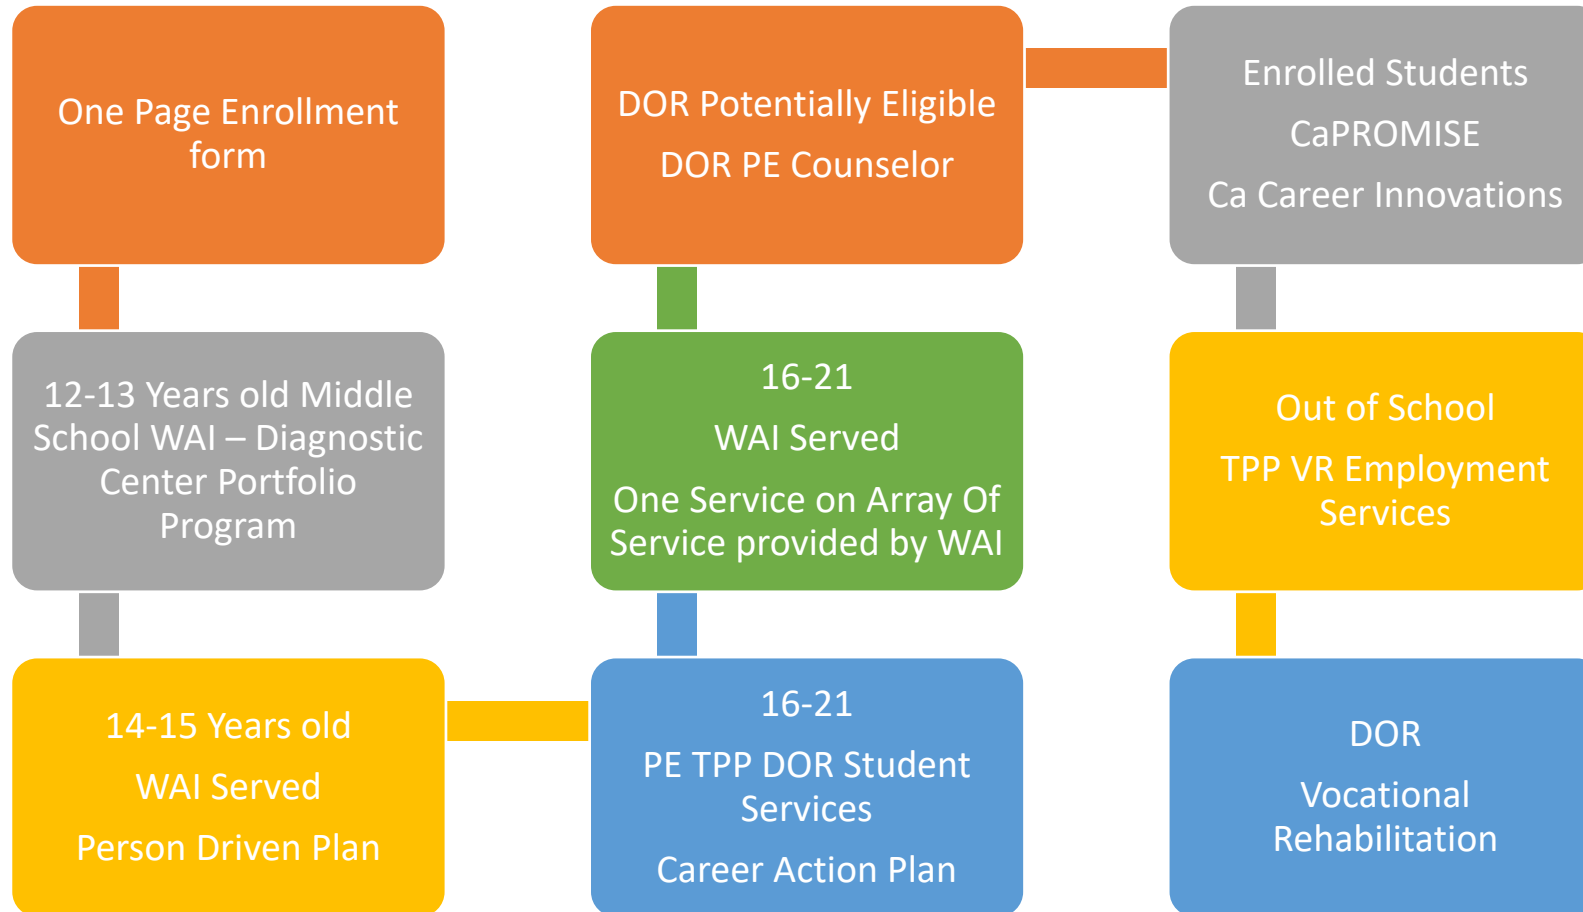 One Page Enrollment
form
12-13 Years old Middle
School WAI – Diagnostic
Center Portfolio
Program
14-15 Years old
WAI Served
Person Driven Plan
16-21
PE TPP DOR Student
Services
Career Action Plan
16-21
WAI Served
One Service on Array Of
Service provided by WAI
DOR Potentially Eligible
DOR PE Counselor
Enrolled Students
CaPROMISE
Ca Career Innovations
Out of School
TPP VR Employment
Services
DOR
Vocational
Rehabilitation